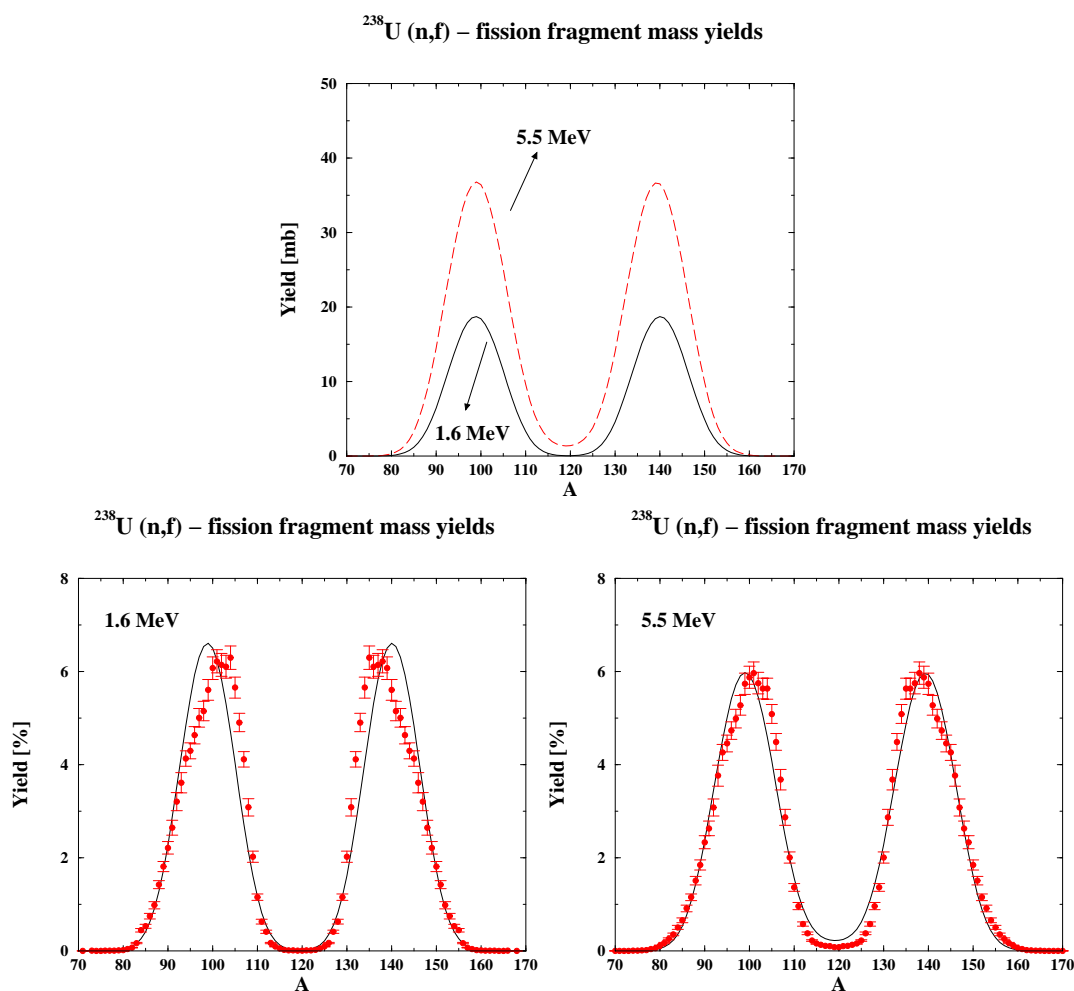 ²³⁸U (n,f) − fission fragment mass yields
50
40
30
20
10
0
Yield [mb]
5.5 MeV
1.6 MeV
70 80 90 100 110 120 130 140 150 160 170
A
²³⁸U (n,f) − fission fragment mass yields
8
6
4
2
0
Yield [%]
1.6 MeV
70 80 90 100 110 120 130 140 150 160 170
A
²³⁸U (n,f) − fission fragment mass yields
8
6
4
2
0
Yield [%]
5.5 MeV
70 80 90 100 110 120 130 140 150 160 170
A